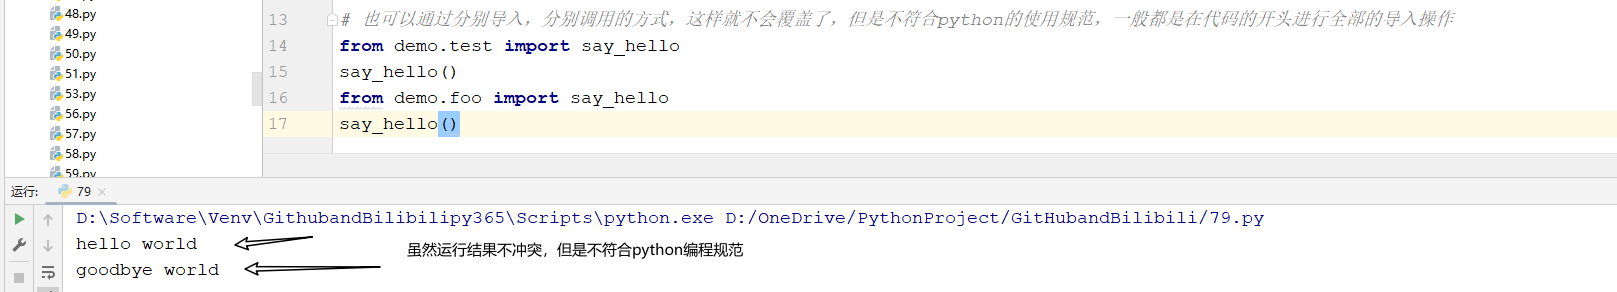 48.py
49.py
50.py
51.py
53.py
56.py
57.py
58.py
59.py
13 # 也可以通过分别导入，分别调用的方式，这样就不会覆盖了，但是不符合python的使用规范，一般都是在代码的开头进行全部的导入操作
14 from demo.test import say_hello
15 say_hello()
16 from demo.foo import say_hello
17 say_hello()
运行: 79
D:\Software\Venv\GithubandBilibilipy365\Scripts\python.exe D:/OneDrive/PythonProject/GitHubandBilibili/79.py
hello world
虽然运行结果不冲突，但是不符合python编程规范
goodbye world